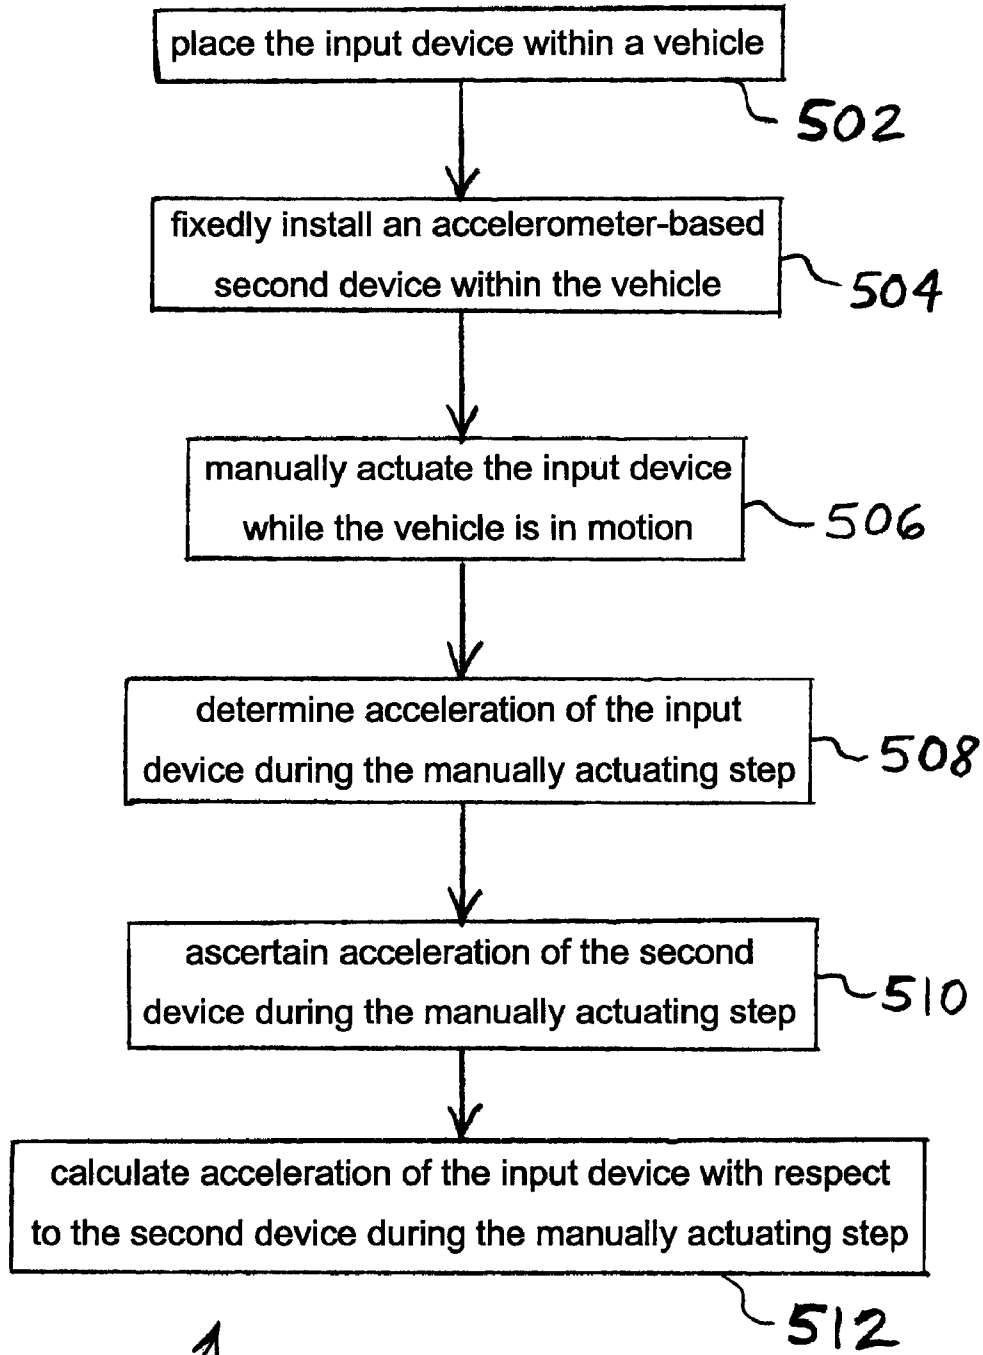 place the input device within a vehicle
502
fixedly install an accelerometer-based
second device within the vehicle
504
manually actuate the input device
while the vehicle is in motion
506
determine acceleration of the input
device during the manually actuating step
508
ascertain acceleration of the second
device during the manually actuating step
510
calculate acceleration of the input device with respect
to the second device during the manually actuating step
512